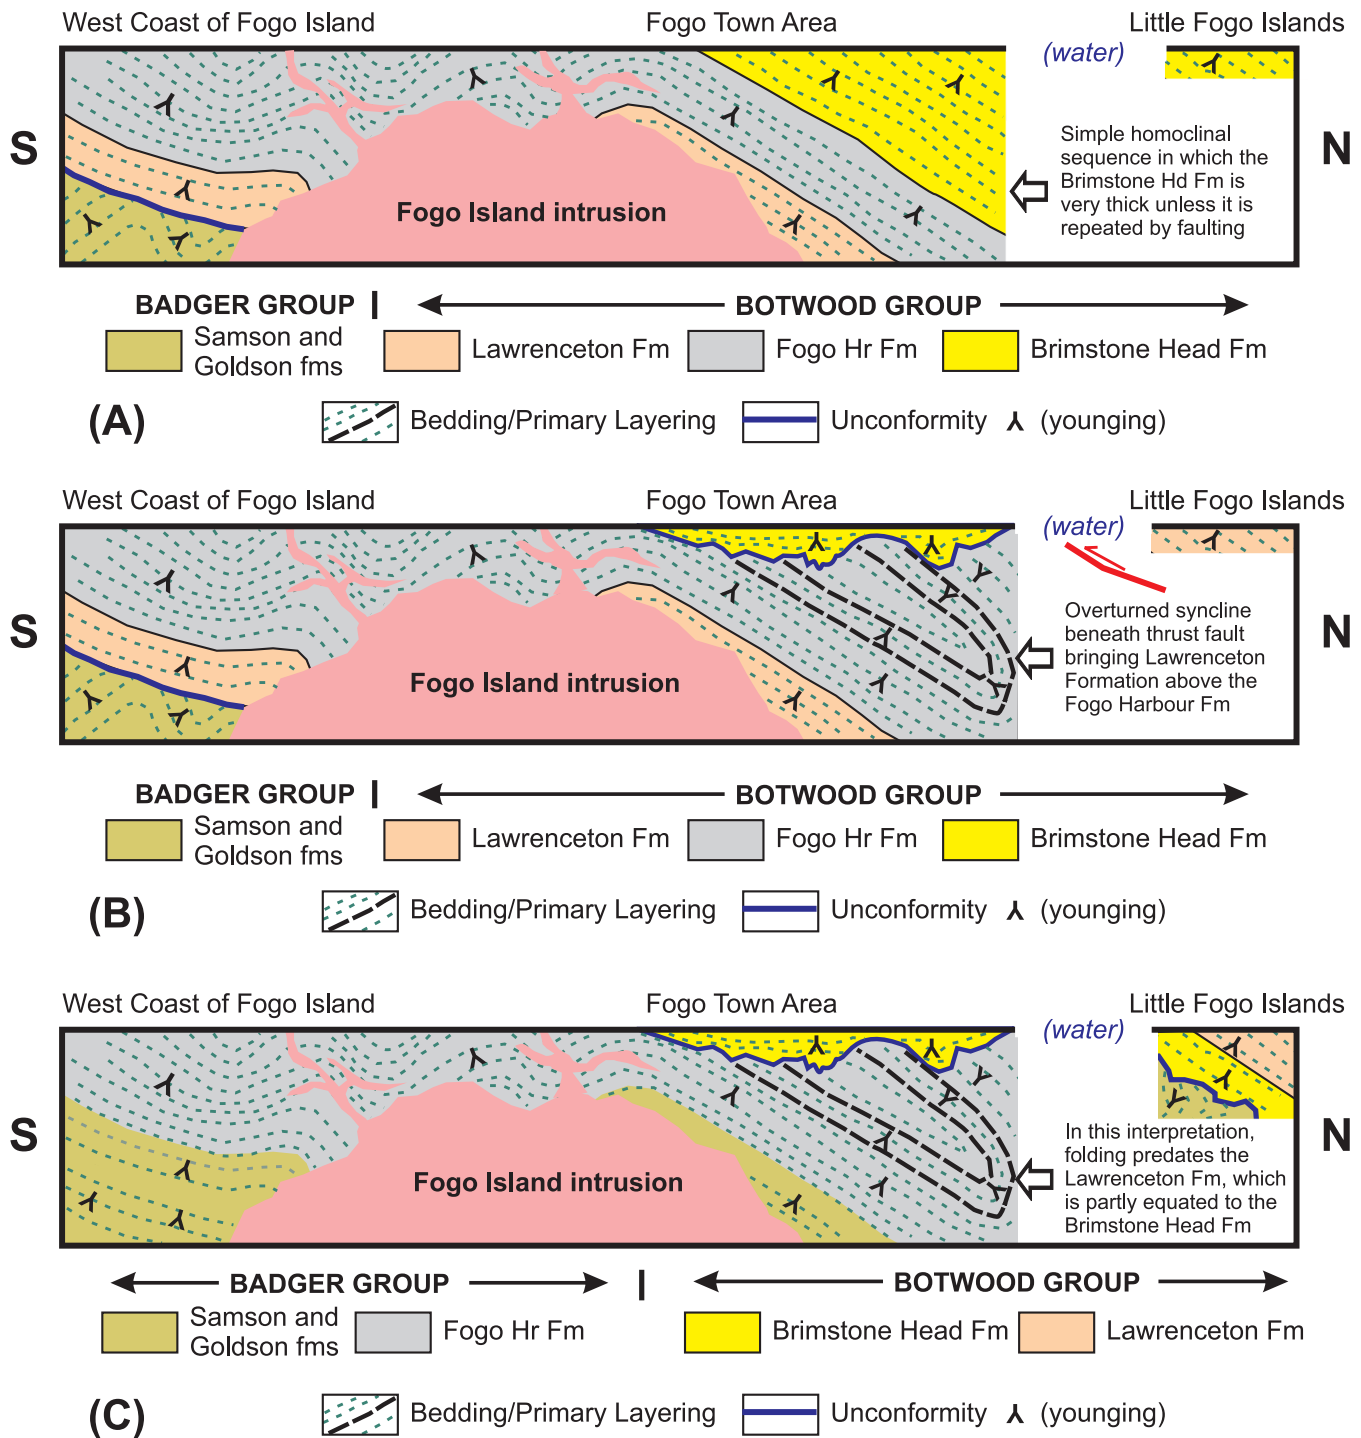 West Coast of Fogo Island
Fogo Town Area
Little Fogo Islands
(water)
S
N
Simple homoclinal
sequence in which the
Brimstone Hd Fm is
very thick unless it is
repeated by faulting
Fogo Island intrusion
BADGER GROUP
BOTWOOD GROUP
Samson and
Goldson fms
Lawrenceton Fm
Fogo Hr Fm
Brimstone Head Fm
(A)
Bedding/Primary Layering
Unconformity
(younging)
West Coast of Fogo Island
Fogo Town Area
Little Fogo Islands
(water)
S
N
Overturned syncline
beneath thrust fault
bringing Lawrenceton
Formation above the
Fogo Harbour Fm
Fogo Island intrusion
BADGER GROUP
BOTWOOD GROUP
Samson and
Goldson fms
Lawrenceton Fm
Fogo Hr Fm
Brimstone Head Fm
(B)
Bedding/Primary Layering
Unconformity
(younging)
West Coast of Fogo Island
Fogo Town Area
Little Fogo Islands
(water)
S
N
In this interpretation,
folding predates the
Lawrenceton Fm, which
is partly equated to the
Brimstone Head Fm
Fogo Island intrusion
BADGER GROUP
BOTWOOD GROUP
Samson and
Goldson fms
Fogo Hr Fm
Brimstone Head Fm
Lawrenceton Fm
(C)
Bedding/Primary Layering
Unconformity
(younging)